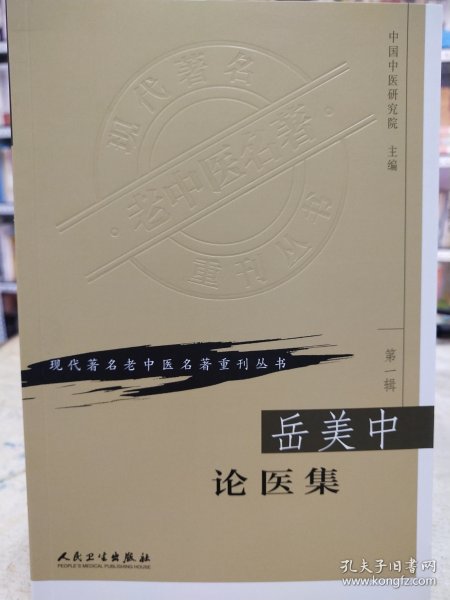 中国中医研究院 主编
现代著名
老中医名著
重刊丛书
现代著名老中医名著重刊丛书
第一辑
岳美中
论医集
人民卫生出版社
PEOPLE'S MEDICAL PUBLISHING HOUSE
孔夫子旧书网
www.kongfz.com